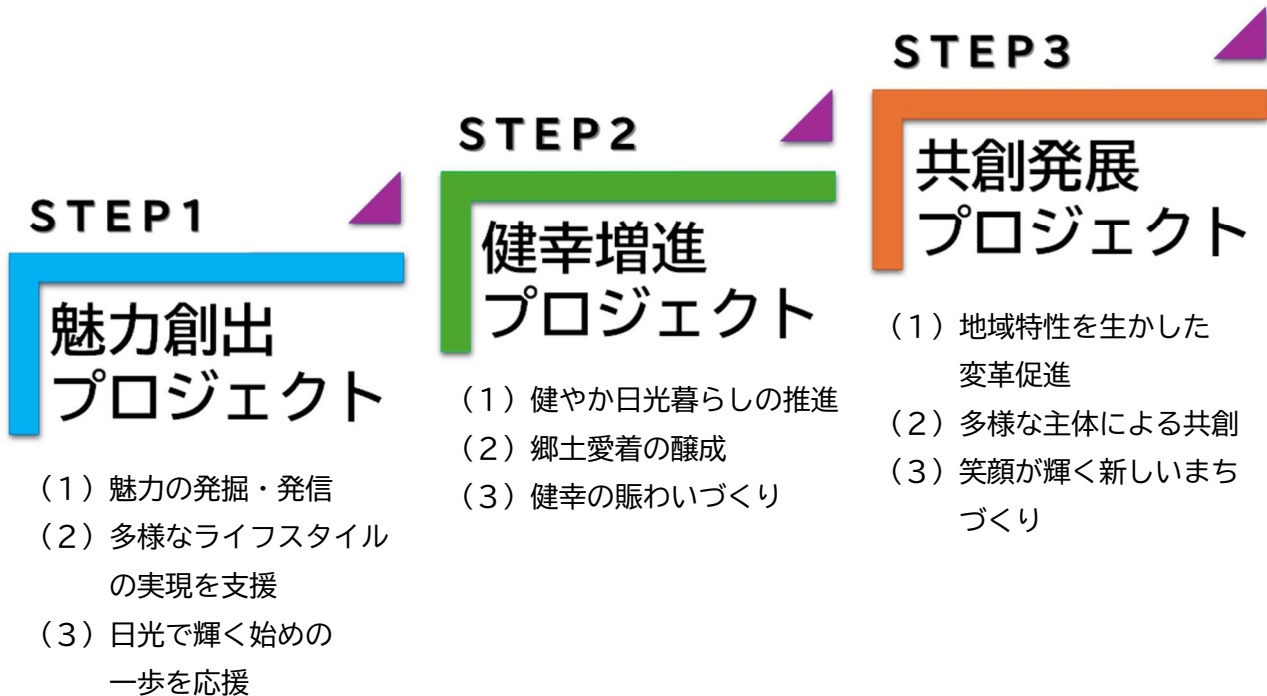 STEP1
魅力創出
プロジェクト
（１）魅力の発掘・発信
（２）多様なライフスタイル
の実現を支援
（３）日光で輝く始めの
一歩を応援
STEP2
健幸増進
プロジェクト
（１）健やか日光暮らしの推進
（２）郷土愛着の醸成
（３）健幸の賑わいづくり
STEP3
共創発展
プロジェクト
（１）地域特性を生かした
変革促進
（２）多様な主体による共創
（３）笑顔が輝く新しいまち
づくり